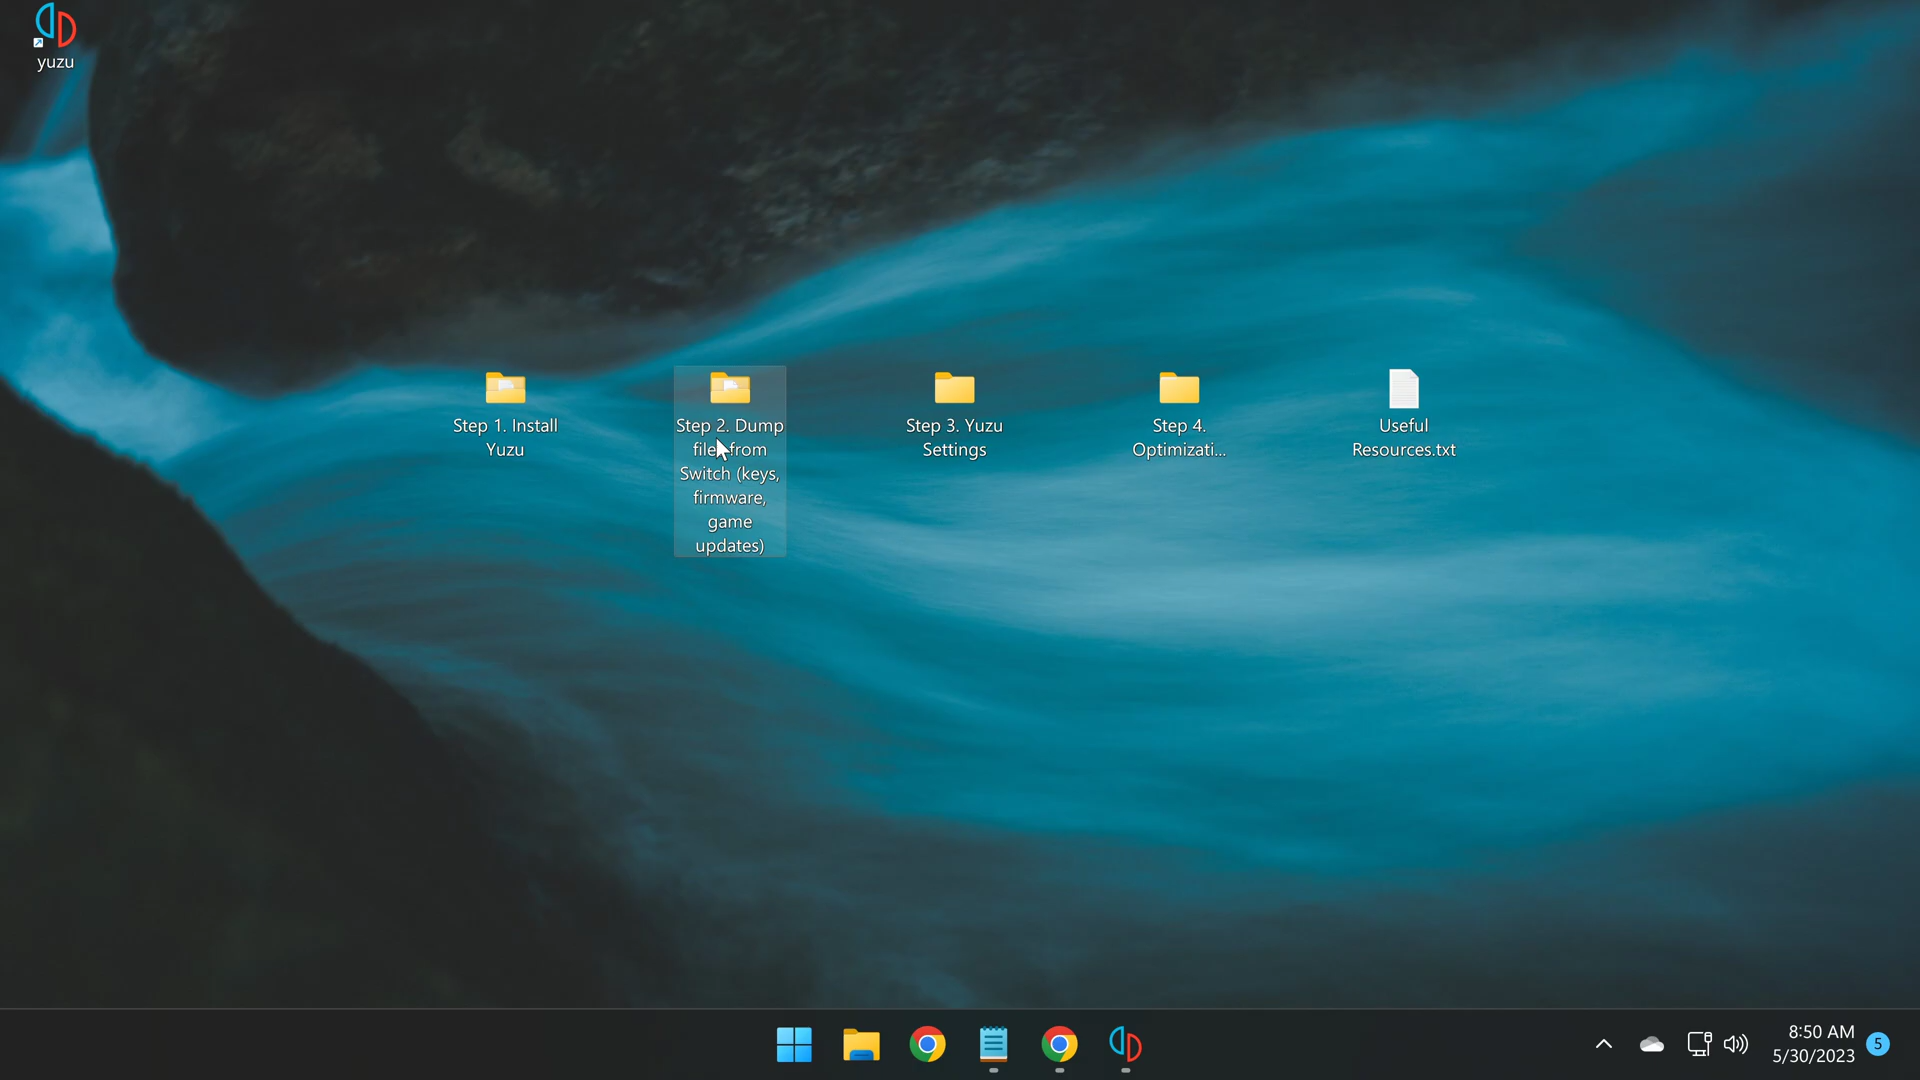 yuzu
Step 1. Install
Yuzu
Step 2. Dump
files from
Switch (keys,
firmware,
game
updates)
Step 3. Yuzu
Settings
Step 4.
Optimizati...
Useful
Resources.txt
8:50 AM
5/30/2023
5